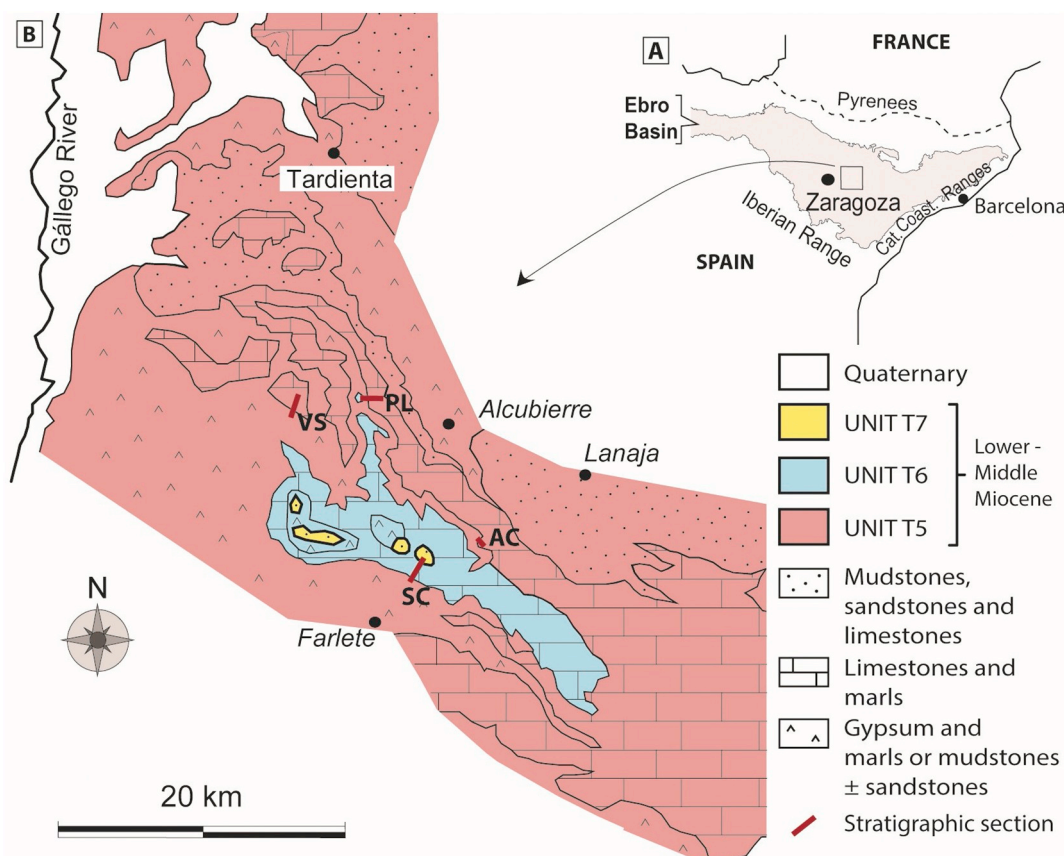 B
Gállego River
Tardienta
VS
PL
Alcubierre
Lanaja
AC
SC
Farlete
N
20 km
A
FRANCE
Pyrenees
Ebro
Basin
Zaragoza
Iberian Range
Cat. Coast. Ranges
Barcelona
SPAIN
Quaternary
UNIT T7
UNIT T6
UNIT T5
Lower -
Middle
Miocene
Mudstones,
sandstones and
limestones
Limestones and
marls
Gypsum and
marls or mudstones
± sandstones
Stratigraphic section